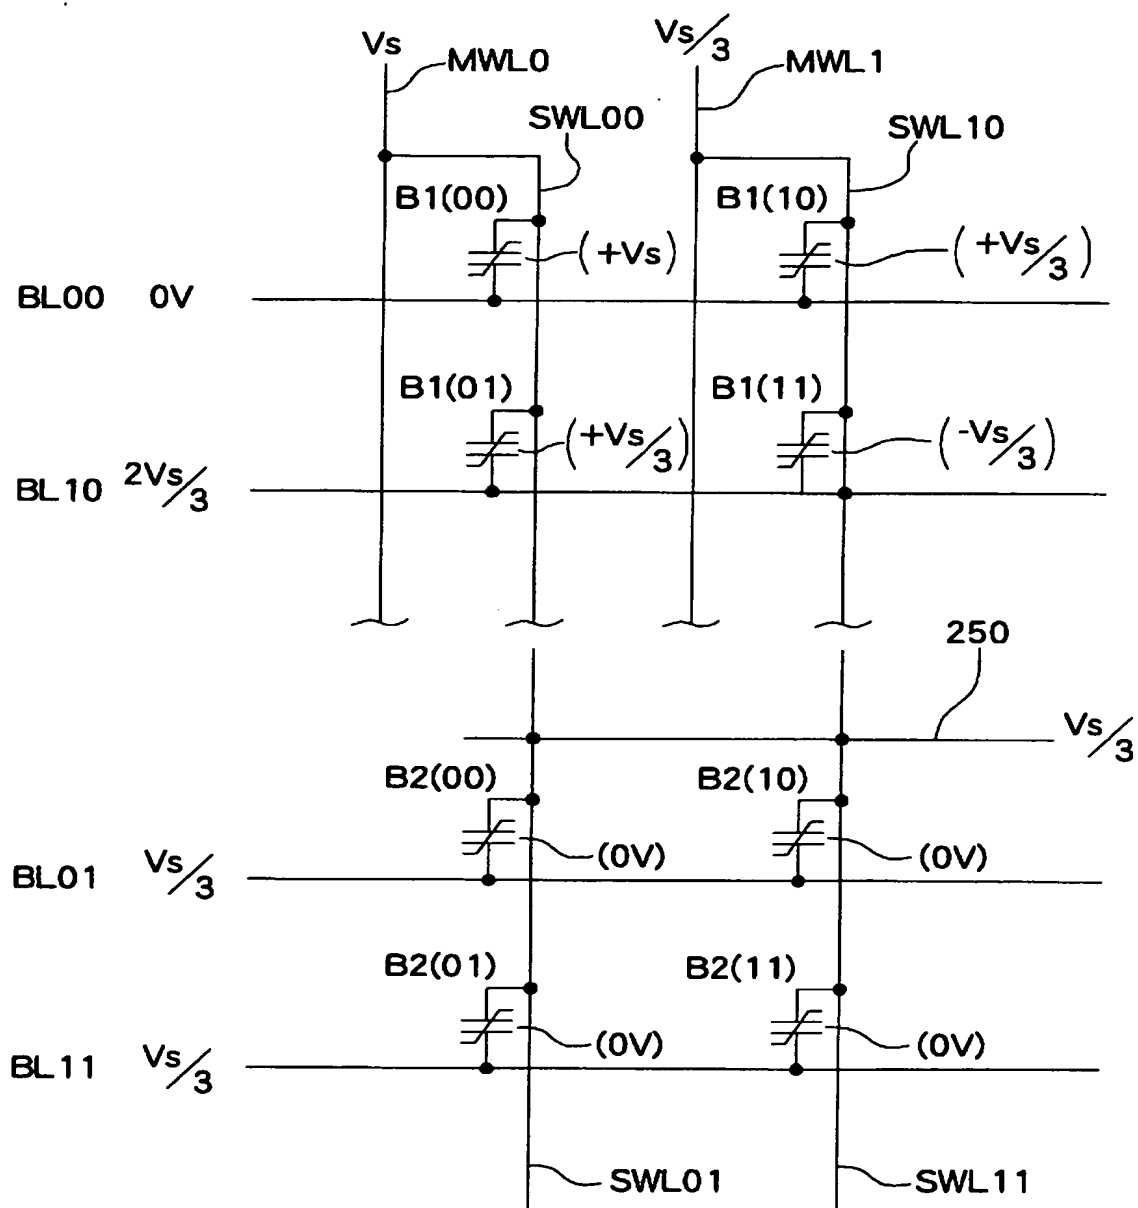 Vs
MWL0
Vs/3
MWL1
SWL00
SWL10
B1(00)
(+Vs)
B1(10)
(+Vs/3)
BL00 0V
B1(01)
(+Vs/3)
B1(11)
(-Vs/3)
BL10 2Vs/3
250
Vs/3
B2(00)
(0V)
B2(10)
(0V)
BL01 Vs/3
B2(01)
(0V)
B2(11)
(0V)
BL11 Vs/3
SWL01
SWL11